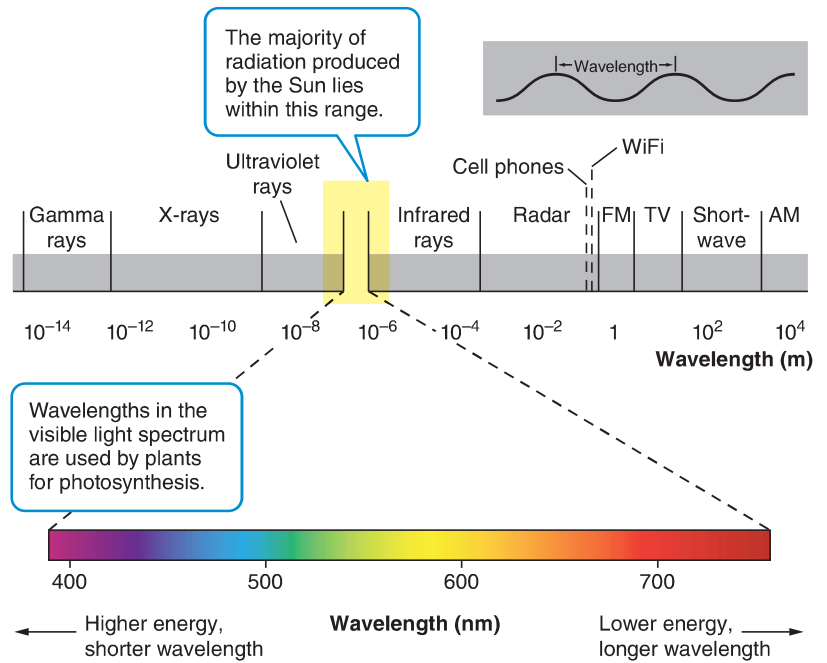 The majority of
radiation produced
by the Sun lies
within this range.
Wavelength
WiFi
Cell phones
Ultraviolet
rays
Gamma
rays
X-rays
Infrared
rays
Radar
FM
TV
Short-
wave
AM
10⁻¹⁴ 10⁻¹² 10⁻¹⁰ 10⁻⁸ 10⁻⁶ 10⁻⁴ 10⁻² 1 10² 10⁴
Wavelength (m)
Wavelengths in the
visible light spectrum
are used by plants
for photosynthesis.
400 500 600 700
Higher energy,
shorter wavelength
Wavelength (nm)
Lower energy,
longer wavelength